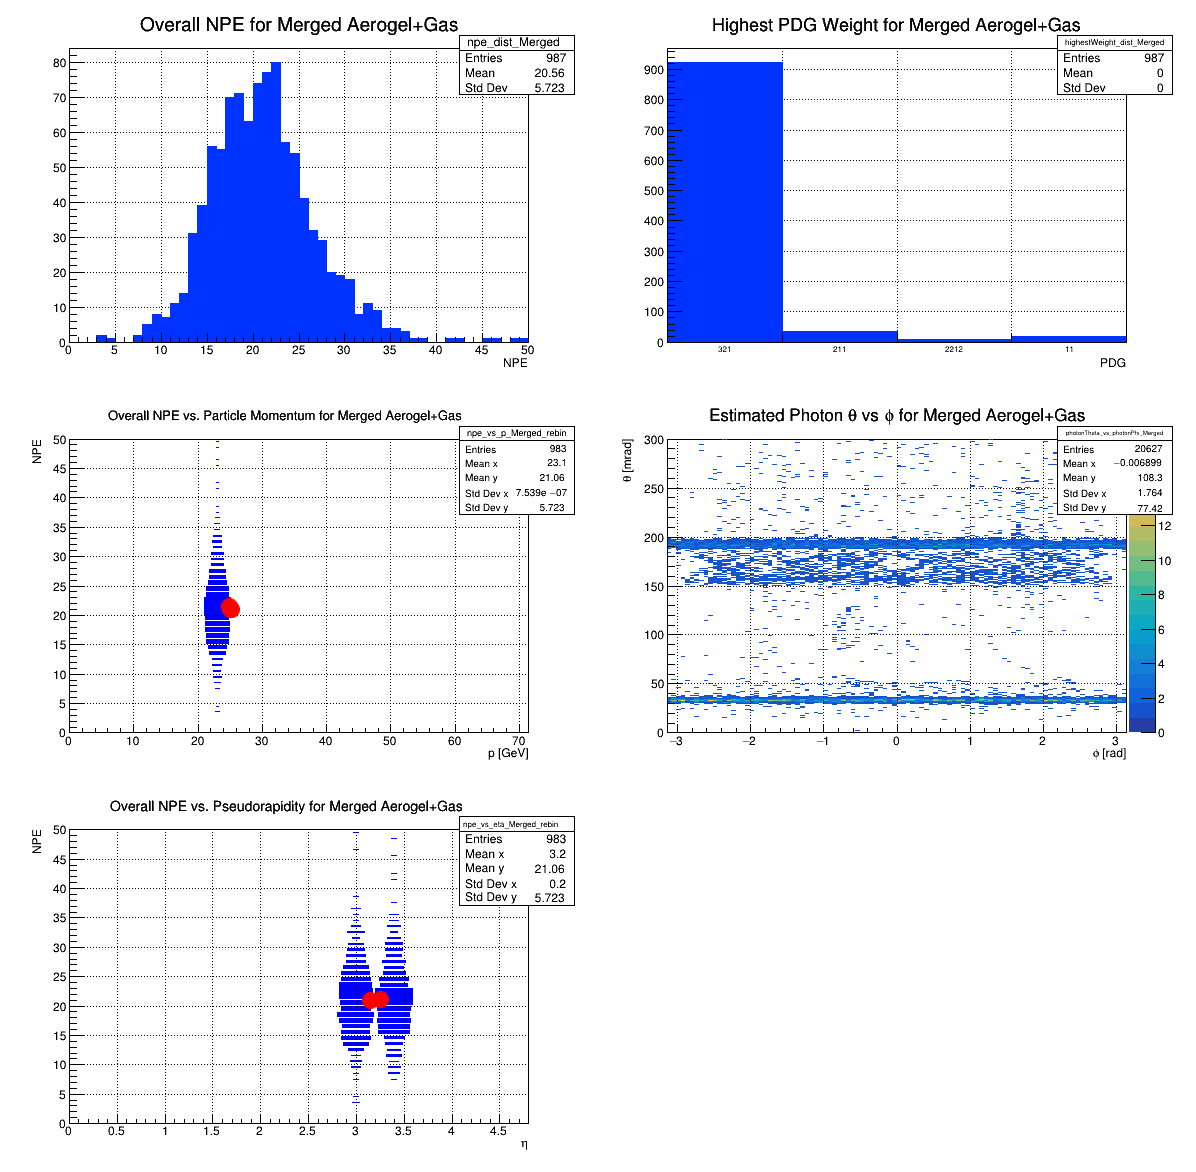 Overall NPE for Merged Aerogel+Gas
npe_dist_Merged
Entries 987
Mean 20.56
Std Dev 5.723
80
70
60
50
40
30
20
10
0
0 5 10 15 20 25 30 35 40 45 50
NPE
Highest PDG Weight for Merged Aerogel+Gas
highestWeight_dist_Merged
Entries 987
Mean 0
Std Dev 0
900
800
700
600
500
400
300
200
100
0
321 211 2212 11
PDG
Overall NPE vs. Particle Momentum for Merged Aerogel+Gas
npe_vs_p_Merged_rebin
Entries 983
Mean x 23.1
Mean y 21.06
Std Dev x 7.539e −07
Std Dev y 5.723
NPE
50
45
40
35
30
25
20
15
10
5
0
0 10 20 30 40 50 60 70
p [GeV]
Estimated Photon θ vs ϕ for Merged Aerogel+Gas
photonTheta_vs_photonPhi_Merged
Entries 20627
Mean x −0.006899
Mean y 108.3
Std Dev x 1.764
Std Dev y 77.42
θ [mrad]
300
250
200
150
100
50
0
−3 −2 −1 0 1 2 3
ϕ [rad]
12
10
8
6
4
2
0
Overall NPE vs. Pseudorapidity for Merged Aerogel+Gas
npe_vs_eta_Merged_rebin
Entries 983
Mean x 3.2
Mean y 21.06
Std Dev x 0.2
Std Dev y 5.723
NPE
50
45
40
35
30
25
20
15
10
5
0
0 0.5 1 1.5 2 2.5 3 3.5 4 4.5
η